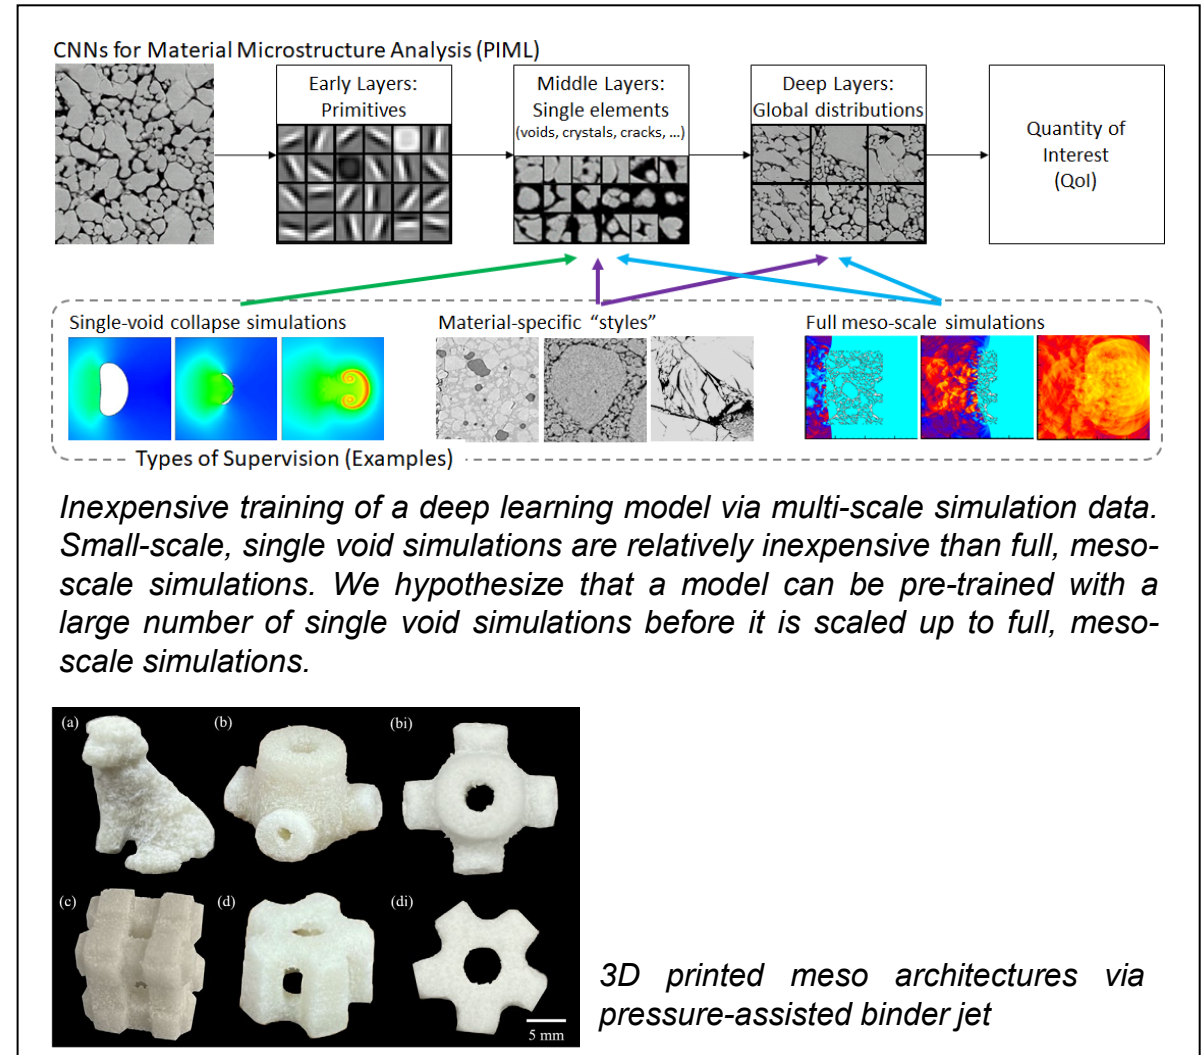 CNNs for Material Microstructure Analysis (PIML)
Early Layers:
Primitives
Middle Layers:
Single elements
(voids, crystals, cracks, ...)
Deep Layers:
Global distributions
Quantity of
Interest
(QoI)
Single-void collapse simulations
Material-specific “styles”
Full meso-scale simulations
Types of Supervision (Examples)
Inexpensive training of a deep learning model via multi-scale simulation data.
Small-scale, single void simulations are relatively inexpensive than full, meso-
scale simulations. We hypothesize that a model can be pre-trained with a
large number of single void simulations before it is scaled up to full, meso-
scale simulations.
(a)
(b)
(bi)
(c)
(d)
(di)
5 mm
3D printed meso architectures via
pressure-assisted binder jet